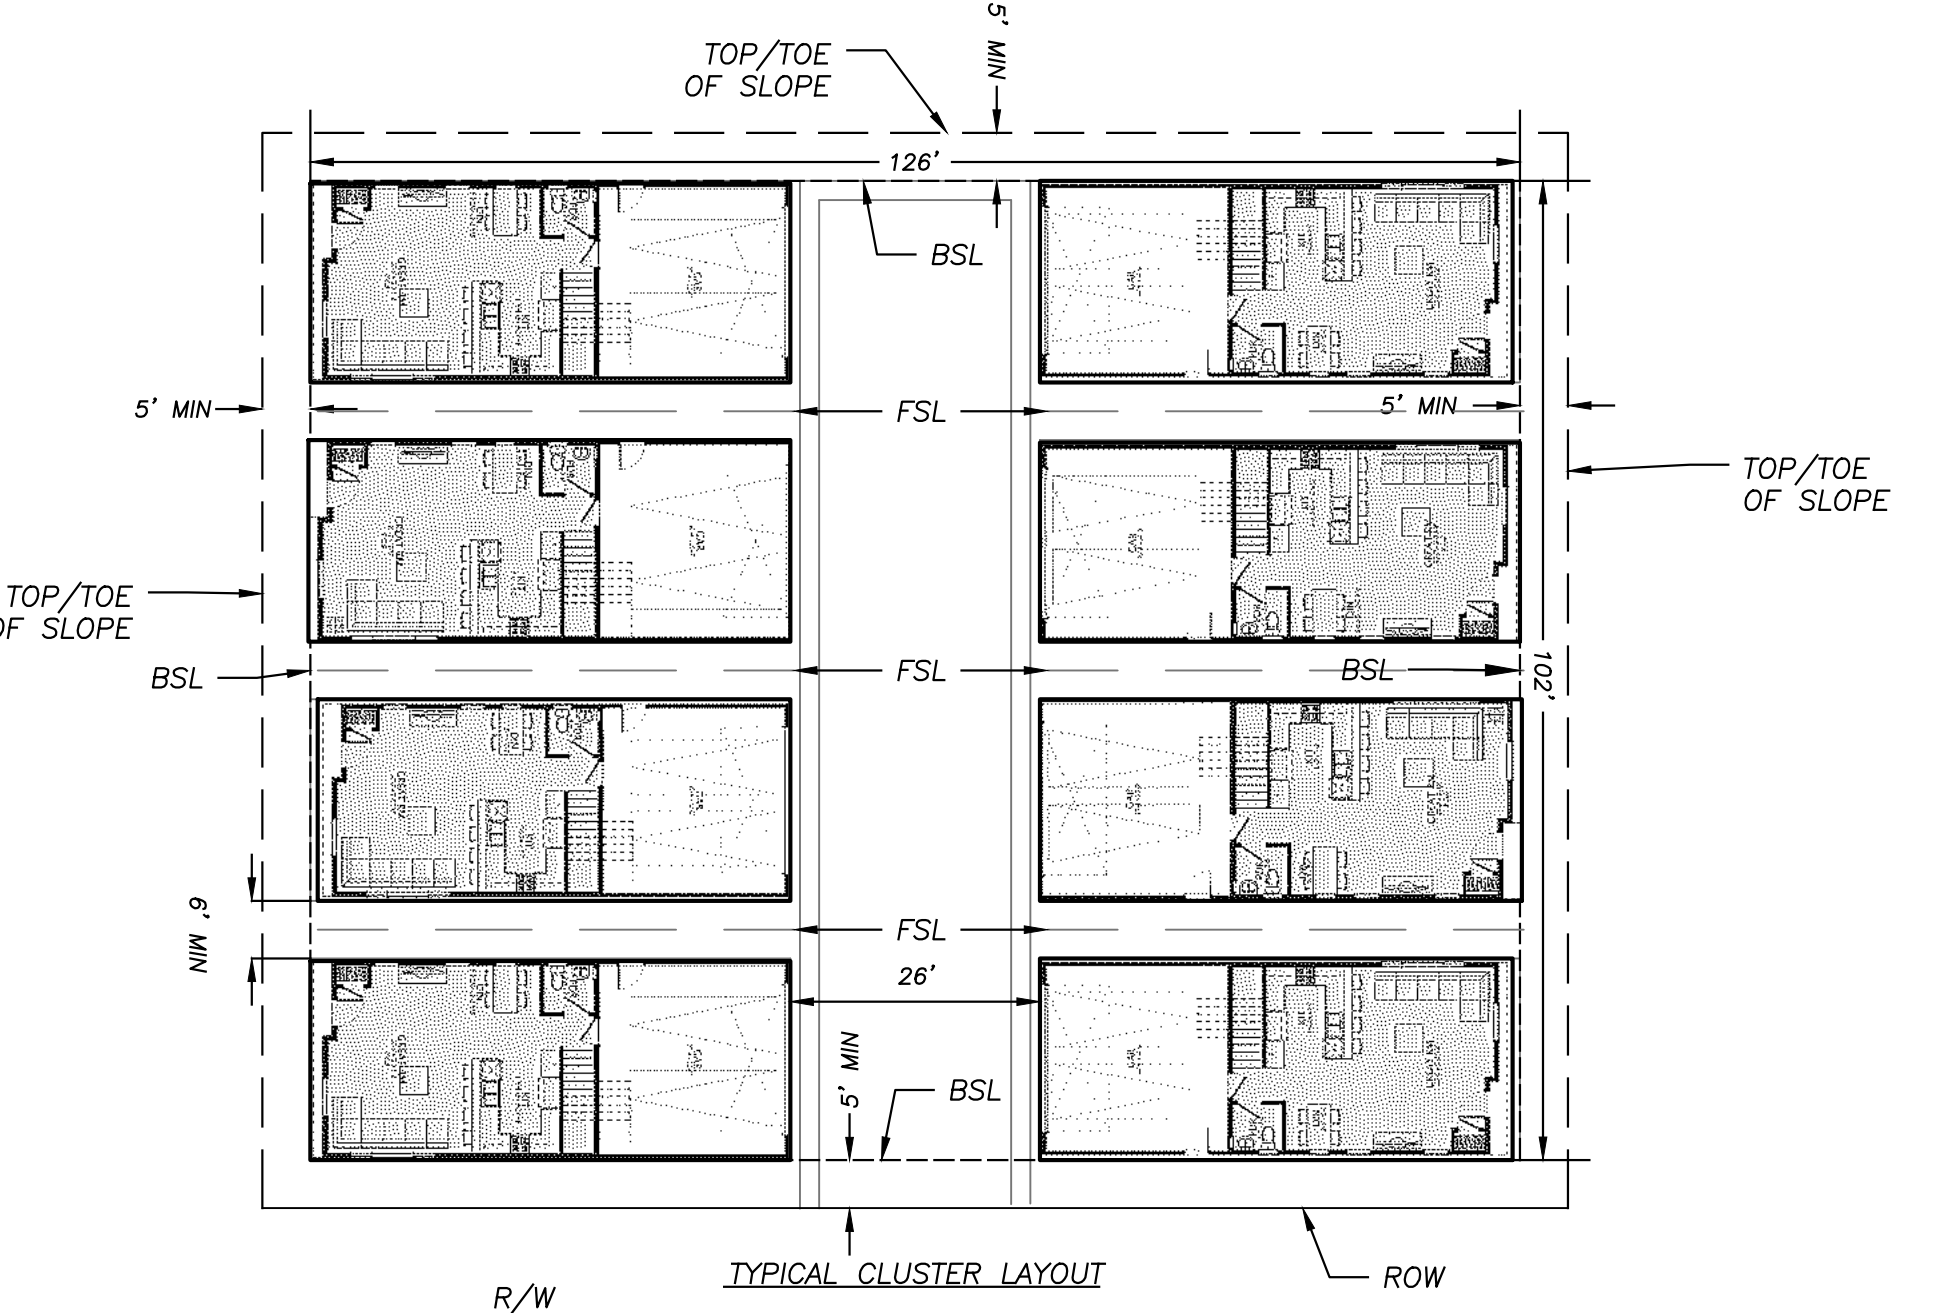 5' MIN
TOP/TOE
OF SLOPE
126'
BSL
5' MIN
FSL
5' MIN
TOP/TOE
OF SLOPE
TOP/TOE
OF SLOPE
BSL
FSL
BSL
102'
6' MIN
FSL
26'
5' MIN
BSL
TYPICAL CLUSTER LAYOUT
ROW
R/W